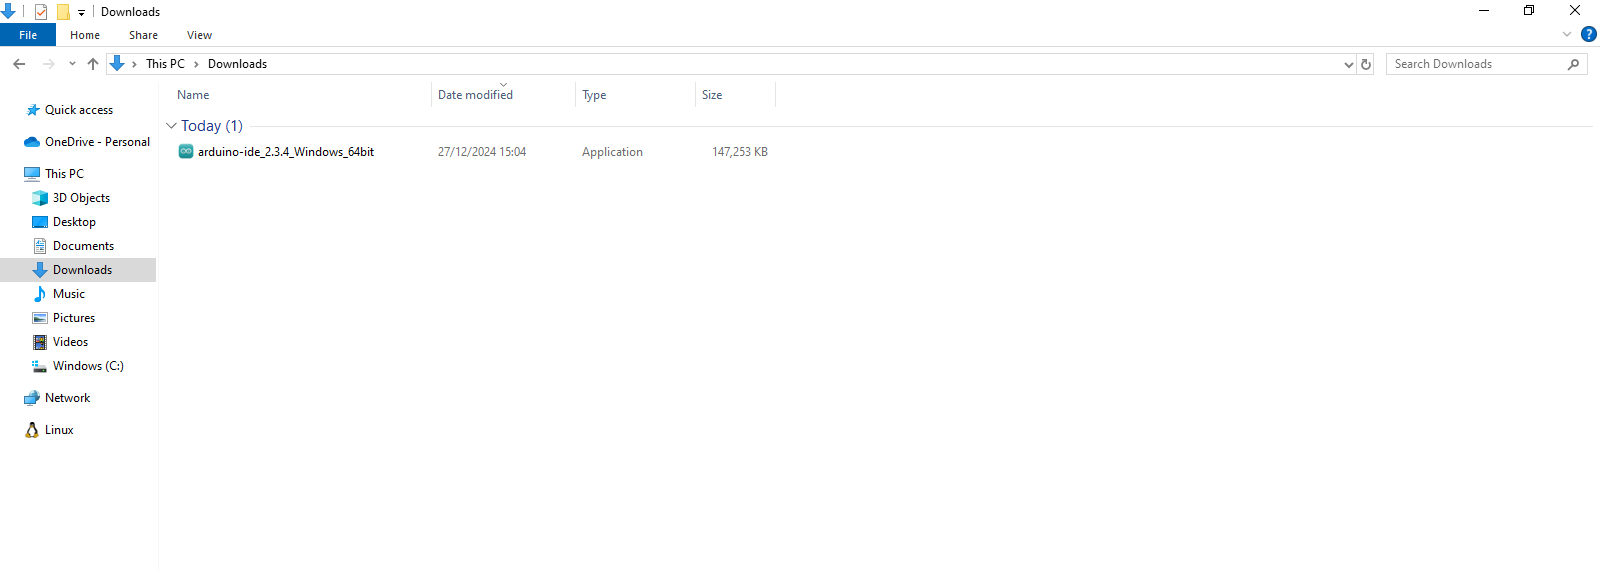 Downloads
File Home Share View
This PC Downloads Search Downloads
Name Date modified Type Size
Quick access
Today (1)
OneDrive - Personal
arduino-ide_2.3.4_Windows_64bit 27/12/2024 15:04 Application 147,253 KB
This PC
3D Objects
Desktop
Documents
Downloads
Music
Pictures
Videos
Windows (C:)
Network
Linux